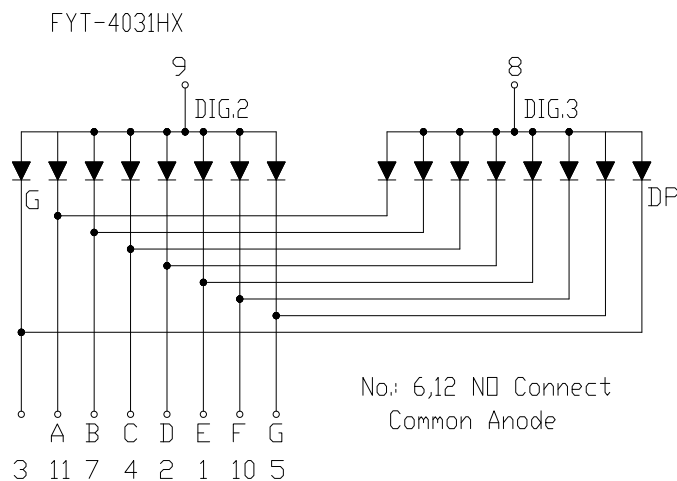 FYT-4031HX
9 8
DIG.2 DIG.3
G DP
No.: 6,12 NO Connect
Common Anode
A B C D E F G
3 11 7 4 2 1 10 5